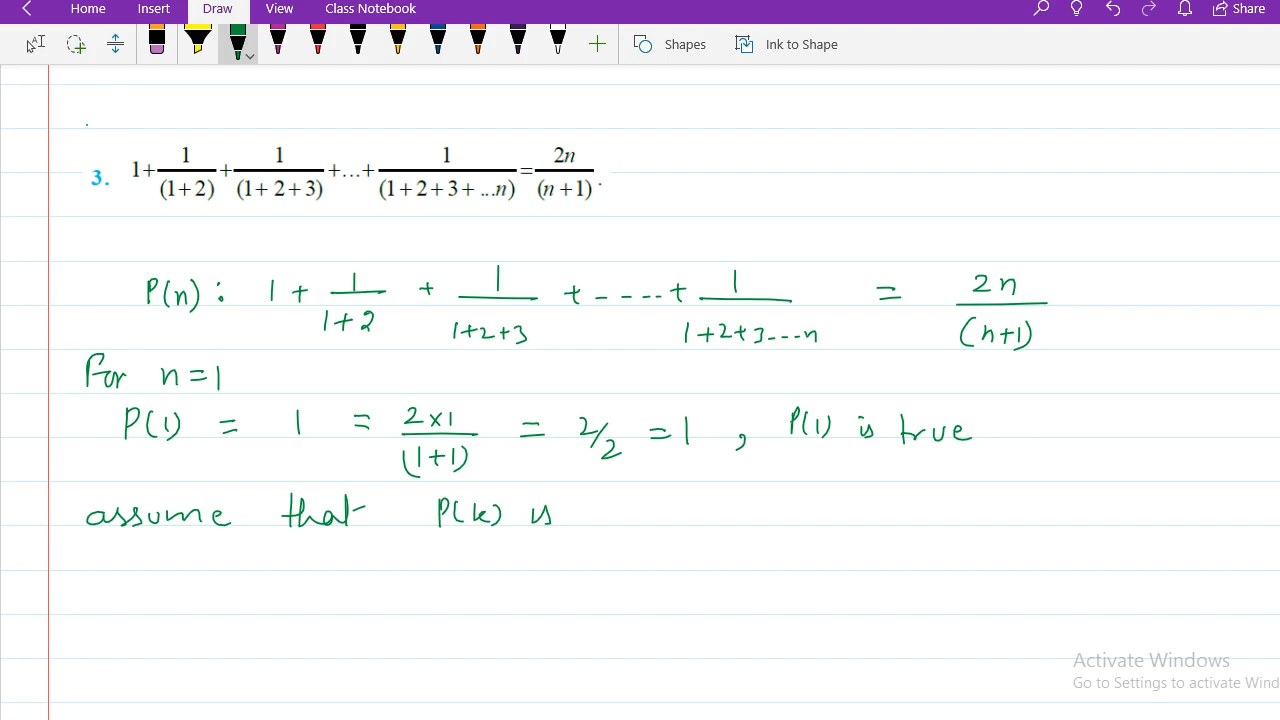 Home Insert Draw View Class Notebook Share
Shapes Ink to Shape
3. 1+1/(1+2)+1/(1+2+3)+...+1/(1+2+3+...n)=2n/(n+1).
P(n): 1 + 1/1+2 + 1/1+2+3 + -----+ 1/1+2+3---n = 2n/(n+1)
For n=1
P(1) = 1 = 2×1/(1+1) = 2/2 =1 , P(1) is true
assume that P(k) is
Activate Windows
Go to Settings to activate Wind